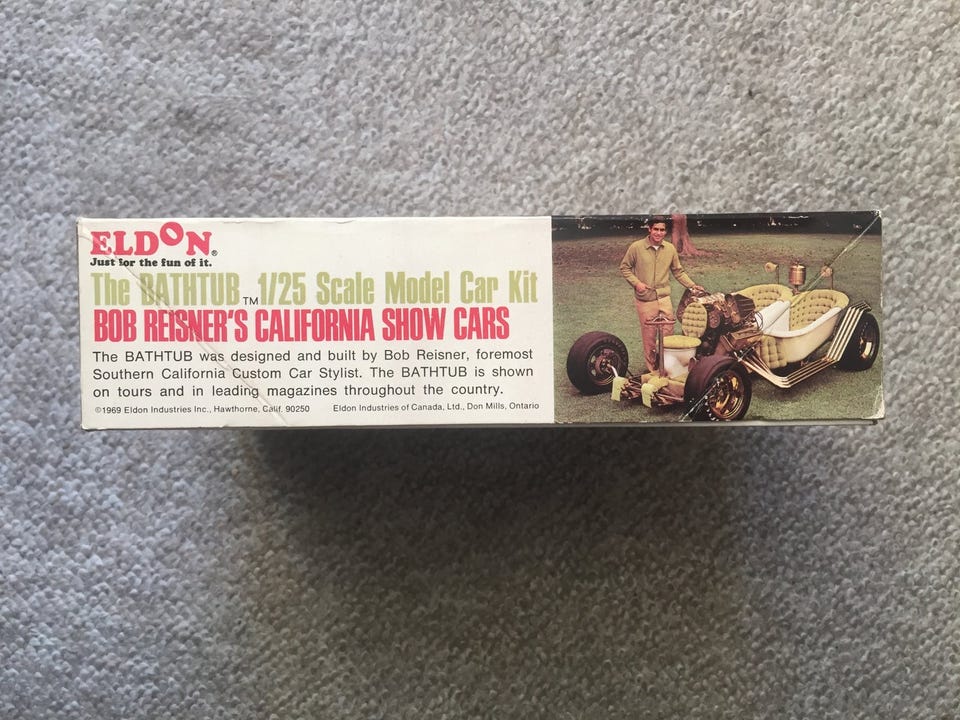 ELDON®
Just for the fun of it.
The BATHTUB™ 1/25 Scale Model Car Kit
BOB REISNER'S CALIFORNIA SHOW CARS
The BATHTUB was designed and built by Bob Reisner, foremost
Southern California Custom Car Stylist. The BATHTUB is shown
on tours and in leading magazines throughout the country.
©1969 Eldon Industries Inc., Hawthorne, Calif. 90250 Eldon Industries of Canada, Ltd., Don Mills, Ontario